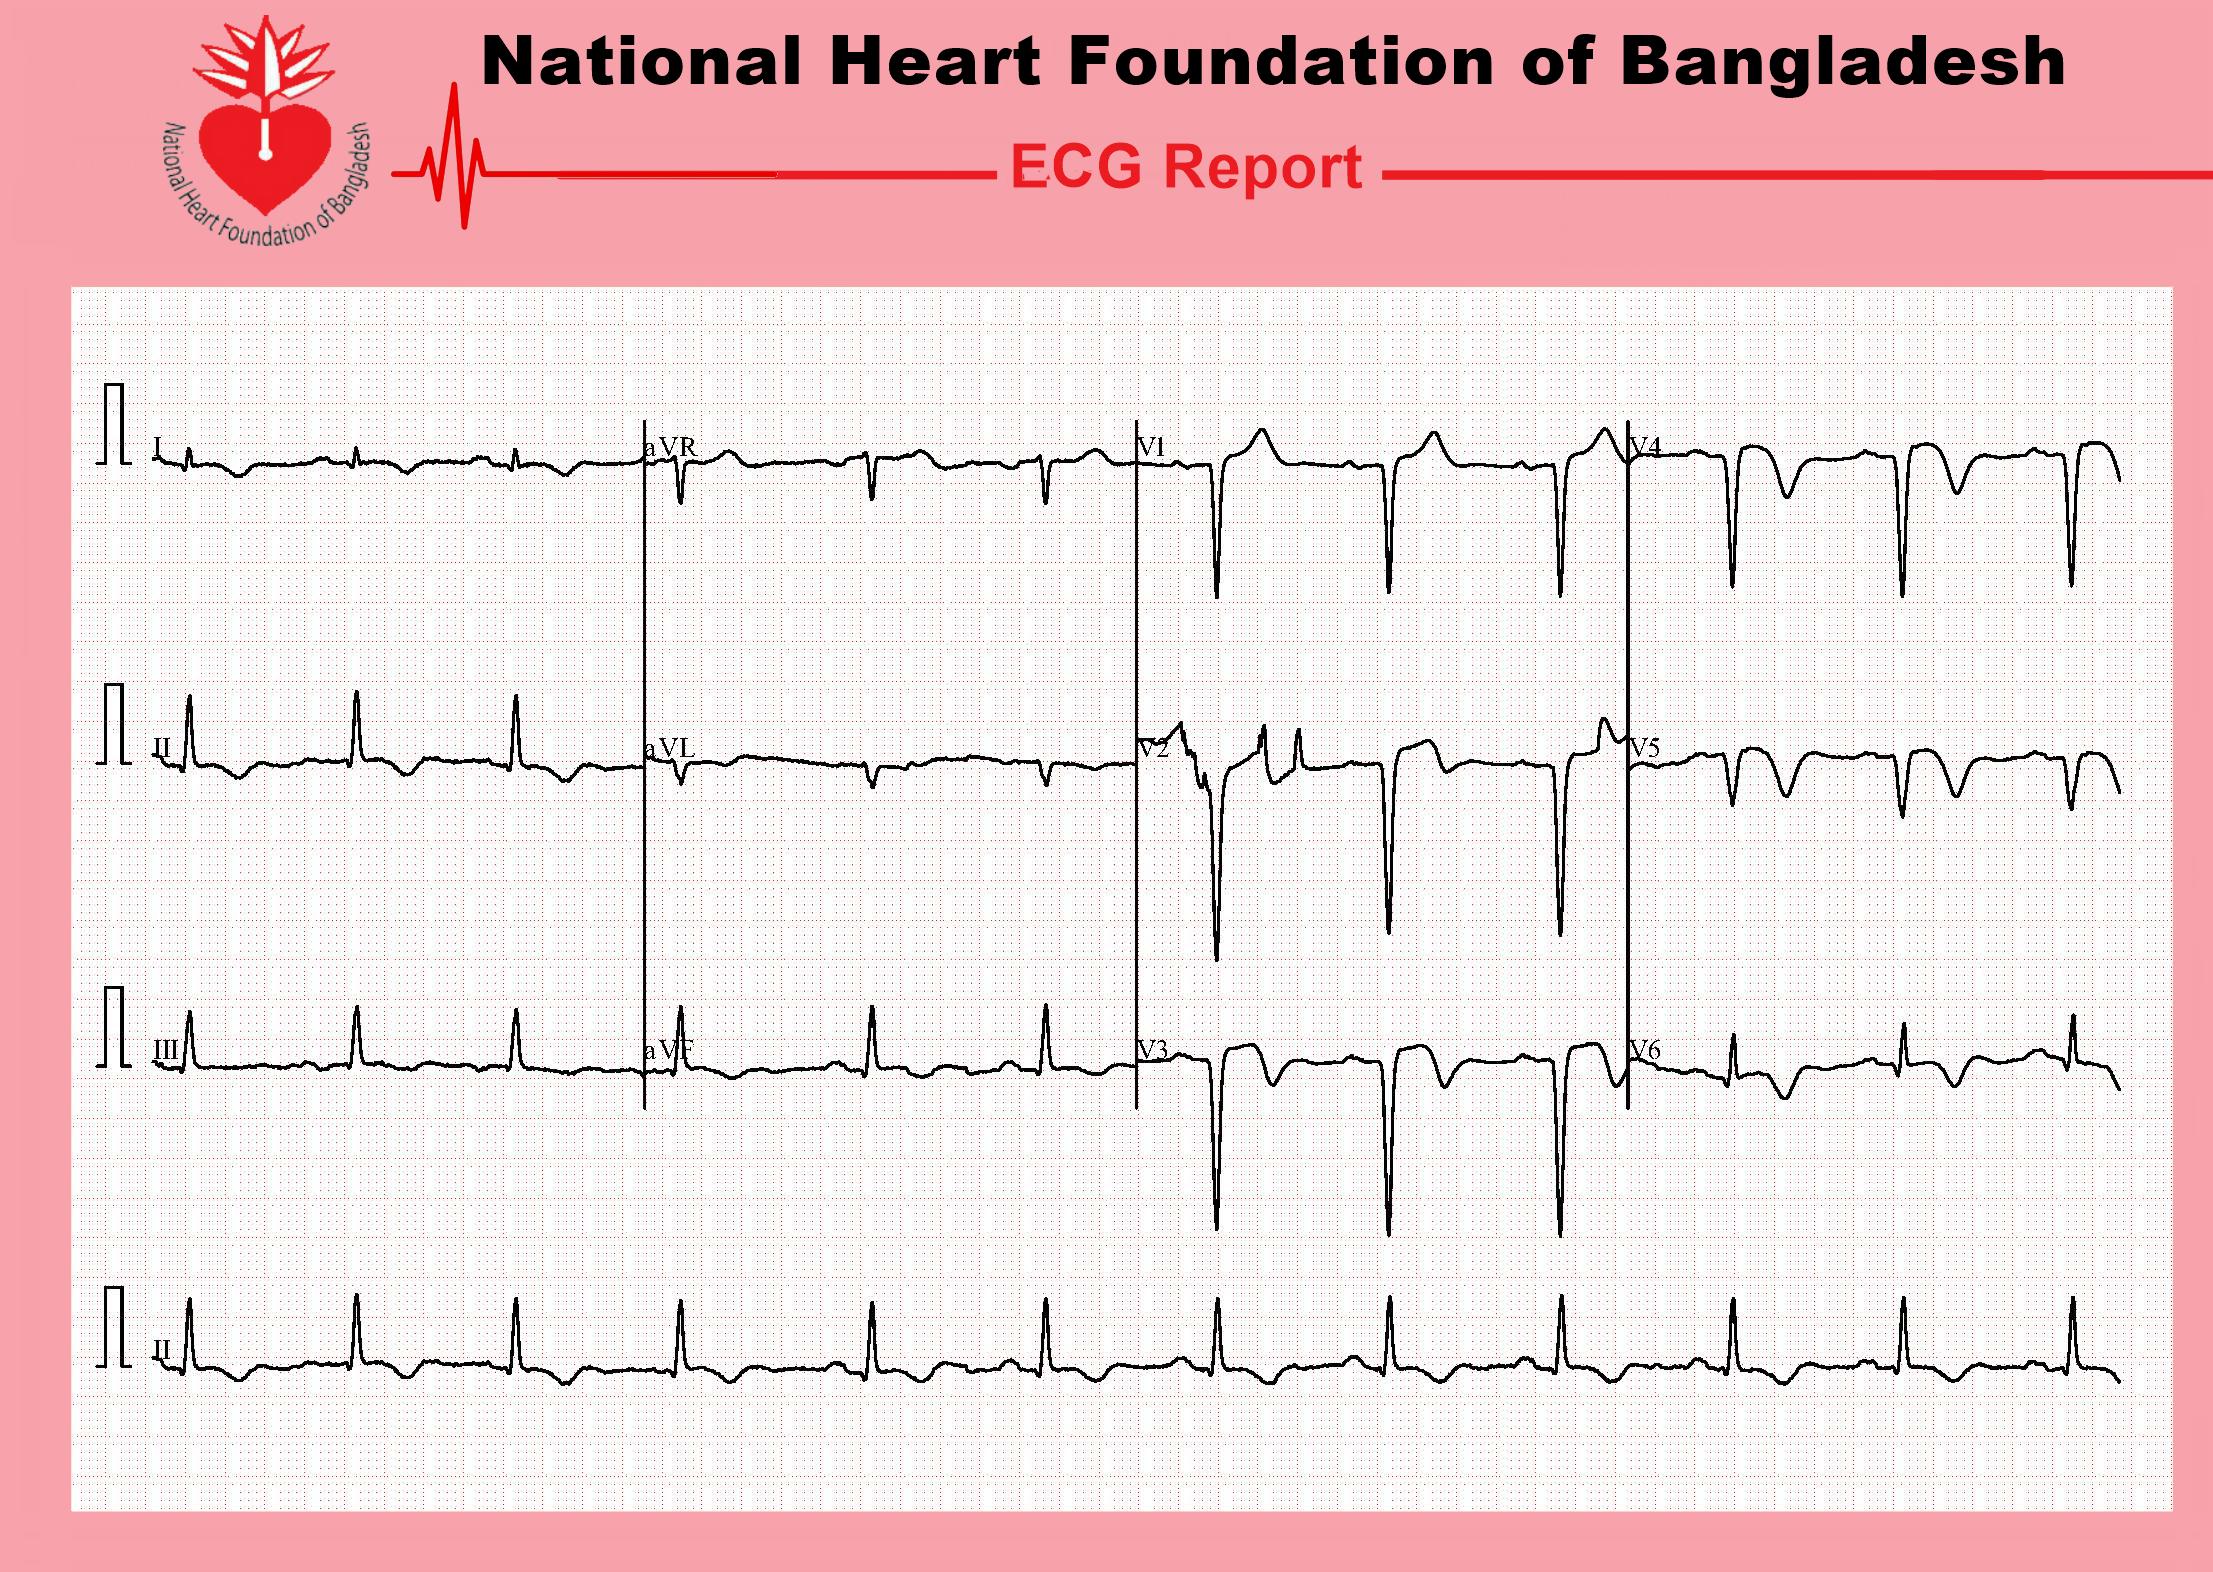 National Heart Foundation of Bangladesh
National Heart Foundation of Bangladesh
ECG Report
I aVR V1 V4
II aVL V2 V5
III aVF V3 V6
II